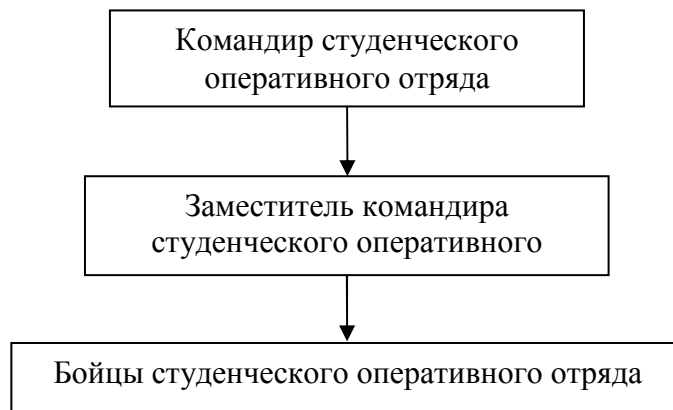 Командир студенческого
оперативного отряда
Заместитель командира
студенческого оперативного
Бойцы студенческого оперативного отряда